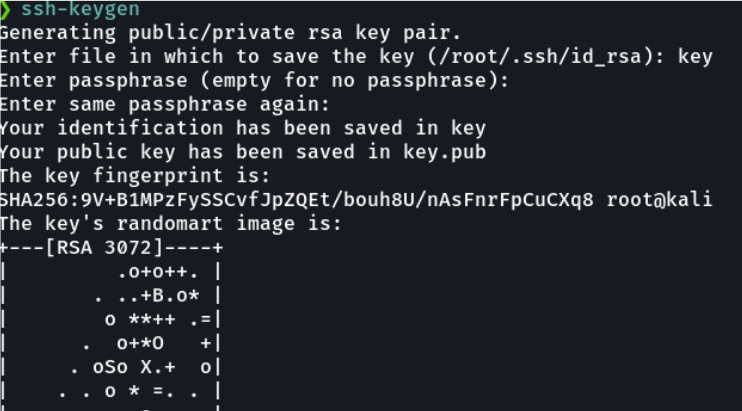 ❯ ssh-keygen
Generating public/private rsa key pair.
Enter file in which to save the key (/root/.ssh/id_rsa): key
Enter passphrase (empty for no passphrase):
Enter same passphrase again:
Your identification has been saved in key
Your public key has been saved in key.pub
The key fingerprint is:
SHA256:9V+B1MPzFySSCvfJpZQEt/bouh8U/nAsFnrFpCuCXq8 root@kali
The key's randomart image is:
+---[RSA 3072]----+
|         .o+o++. |
|       . ..+B.o* |
|        o **++ .=|
|      .  o+*O   +|
|     . oSo X.+  o|
|    . . o * =. . |